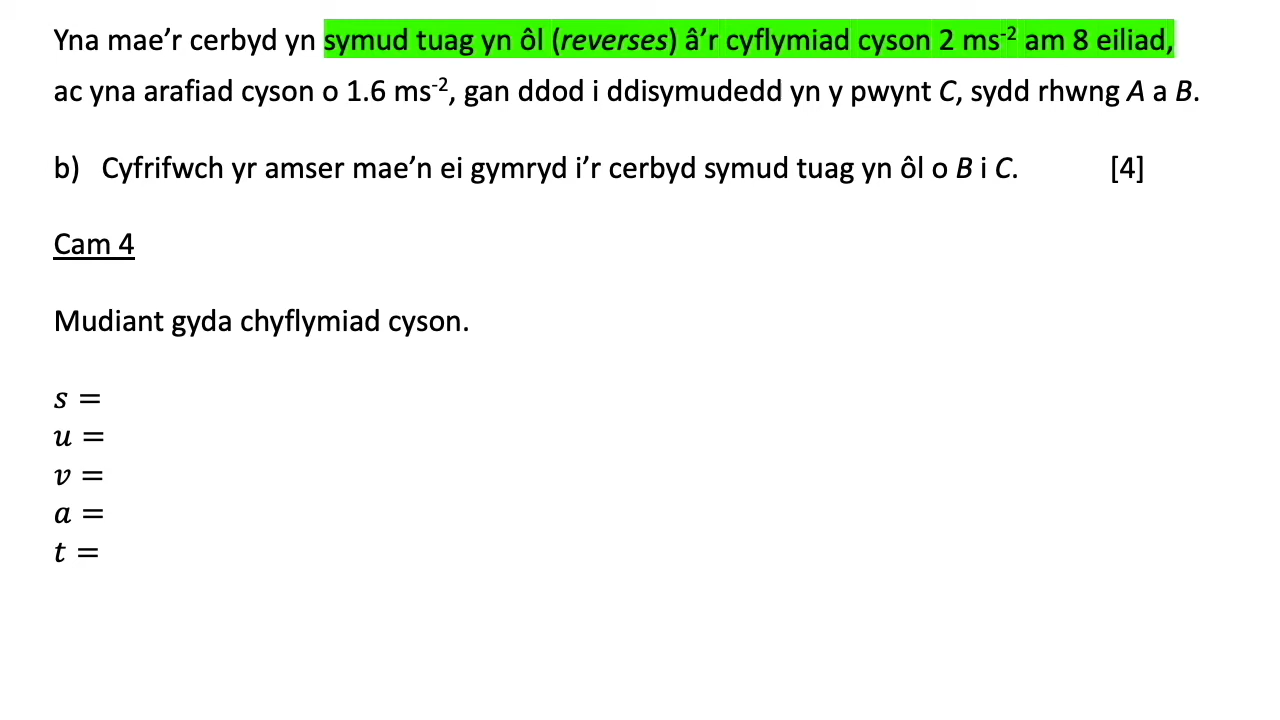 Yna mae’r cerbyd yn symud tuag yn ôl (reverses) â’r cyflymiad cyson 2 ms⁻² am 8 eiliad,
ac yna arafiad cyson o 1.6 ms⁻², gan ddod i ddisymudedd yn y pwynt C, sydd rhwng A a B.
b) Cyfrifwch yr amser mae’n ei gymryd i’r cerbyd symud tuag yn ôl o B i C. [4]
Cam 4
Mudiant gyda chyflymiad cyson.
s =
u =
v =
a =
t =